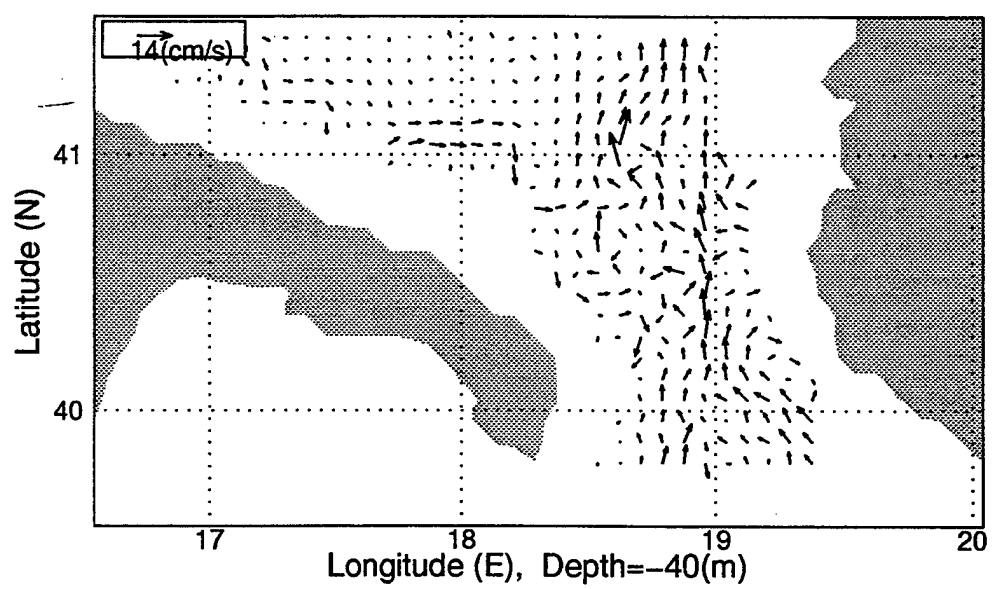 14(cm/s)
41
40
Latitude (N)
17 18 19 20
Longitude (E), Depth=−40(m)